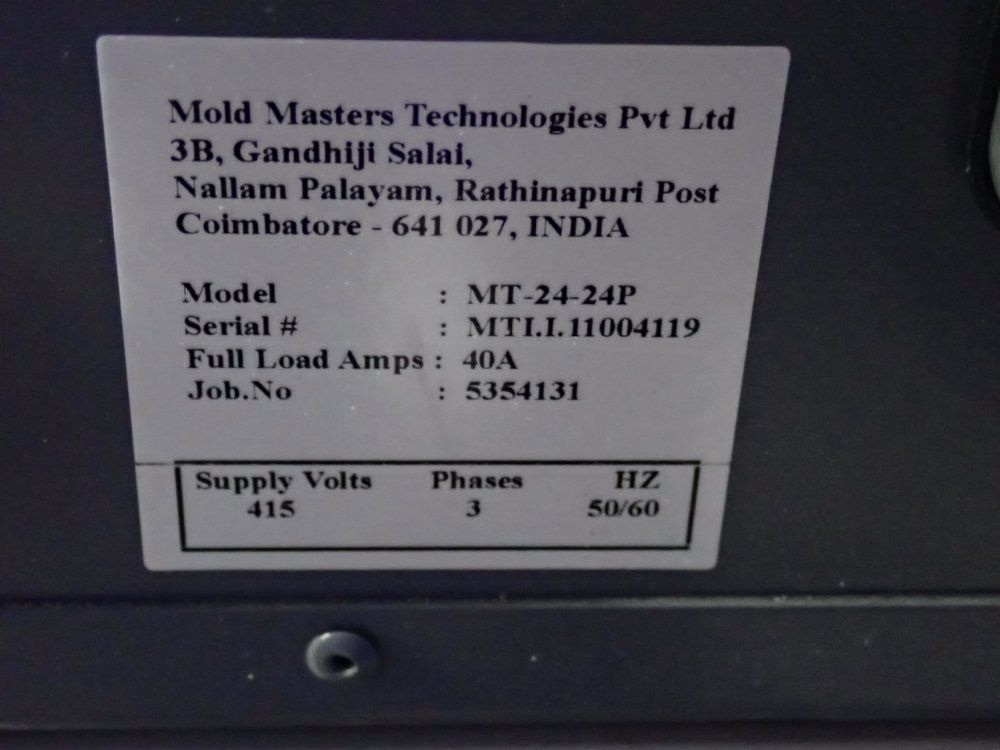 Mold Masters Technologies Pvt Ltd
3B, Gandhiji Salai,
Nallam Palayam, Rathinapuri Post
Coimbatore - 641 027, INDIA
Model : MT-24-24P
Serial # : MTI.I.11004119
Full Load Amps : 40A
Job.No : 5354131
Supply Volts Phases HZ
415 3 50/60